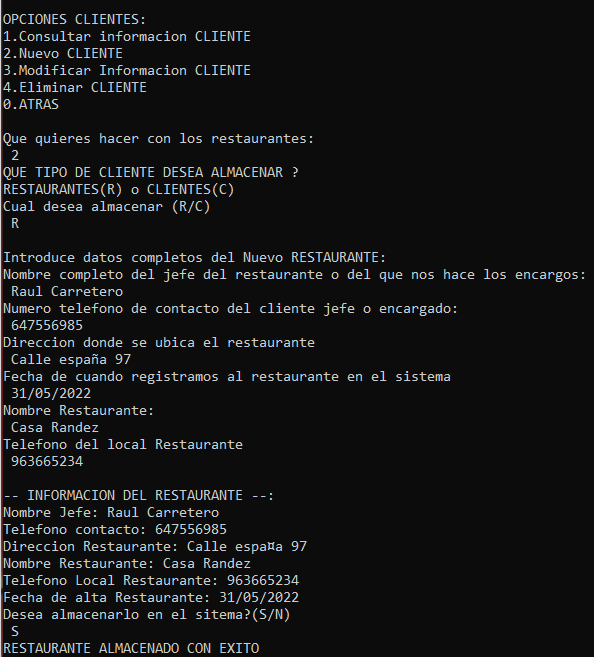 OPCIONES CLIENTES:
1.Consultar informacion CLIENTE
2.Nuevo CLIENTE
3.Modificar Informacion CLIENTE
4.Eliminar CLIENTE
0.ATRAS
Que quieres hacer con los restaurantes:
2
QUE TIPO DE CLIENTE DESEA ALMACENAR ?
RESTAURANTES(R) o CLIENTES(C)
Cual desea almacenar (R/C)
R
Introduce datos completos del Nuevo RESTAURANTE:
Nombre completo del jefe del restaurante o del que nos hace los encargos:
Raul Carretero
Numero telefono de contacto del cliente jefe o encargado:
647556985
Direccion donde se ubica el restaurante
Calle españa 97
Fecha de cuando registramos al restaurante en el sistema
31/05/2022
Nombre Restaurante:
Casa Randez
Telefono del local Restaurante
963665234
-- INFORMACION DEL RESTAURANTE --:
Nombre Jefe: Raul Carretero
Telefono contacto: 647556985
Direccion Restaurante: Calle espa¤a 97
Nombre Restaurante: Casa Randez
Telefono Local Restaurante: 963665234
Fecha de alta Restaurante: 31/05/2022
Desea almacenarlo en el sitema?(S/N)
S
RESTAURANTE ALMACENADO CON EXITO